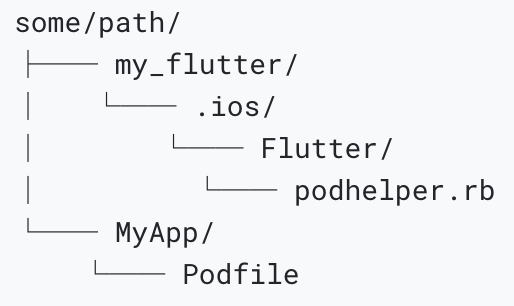 some/path/
├── my_flutter/
│   └── .ios/
│       └── Flutter/
│         └── podhelper.rb
└── MyApp/
    └── Podfile